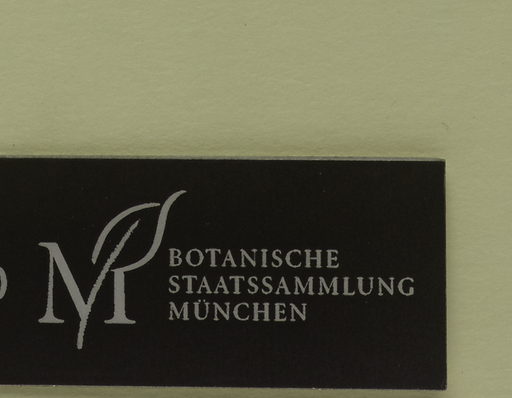 M
BOTANISCHE
STAATSSAMMLUNG
MÜNCHEN